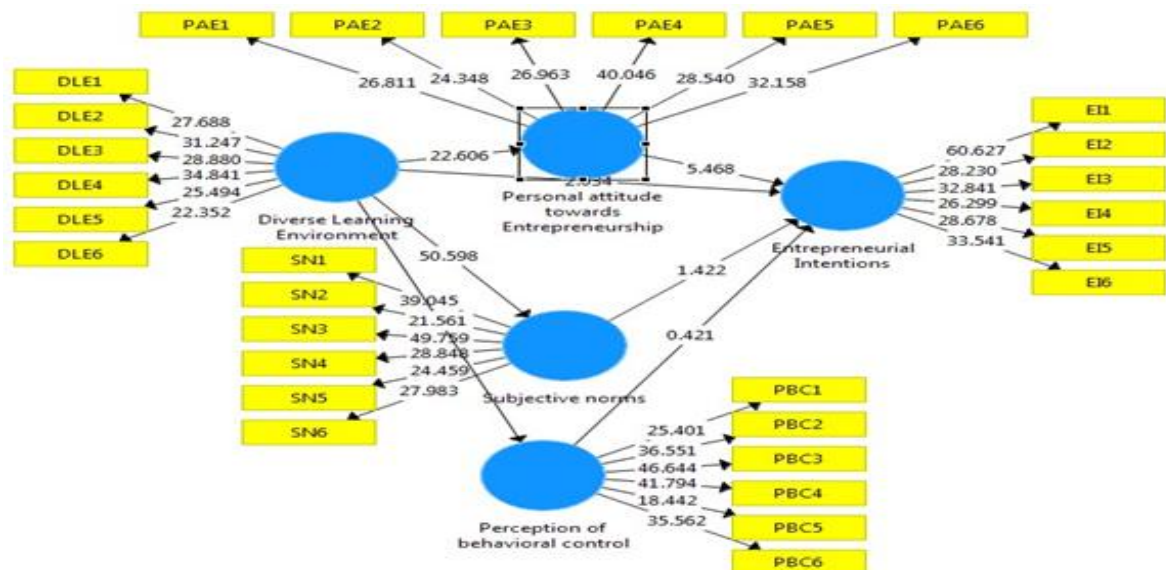 PAE1 PAE2 PAE3 PAE4 PAE5 PAE6
26.811 24.348 26.963 40.046 28.540 32.158
DLE1
DLE2
DLE3
DLE4
DLE5
DLE6
27.688
31.247
28.880
34.841
25.494
22.352
Diverse Learning
Environment
22.606
5.468
Personal attitude
towards
Entrepreneurship
EI1
EI2
EI3
EI4
EI5
EI6
60.627
28.230
32.841
26.299
28.678
33.541
Entrepreneurial
Intentions
50.598
1.422
0.421
SN1
SN2
SN3
SN4
SN5
SN6
39.045
21.561
49.759
28.848
24.459
27.983
Subjective norms
PBC1
PBC2
PBC3
PBC4
PBC5
PBC6
25.401
36.551
46.644
41.794
18.442
35.562
Perception of
behavioral control